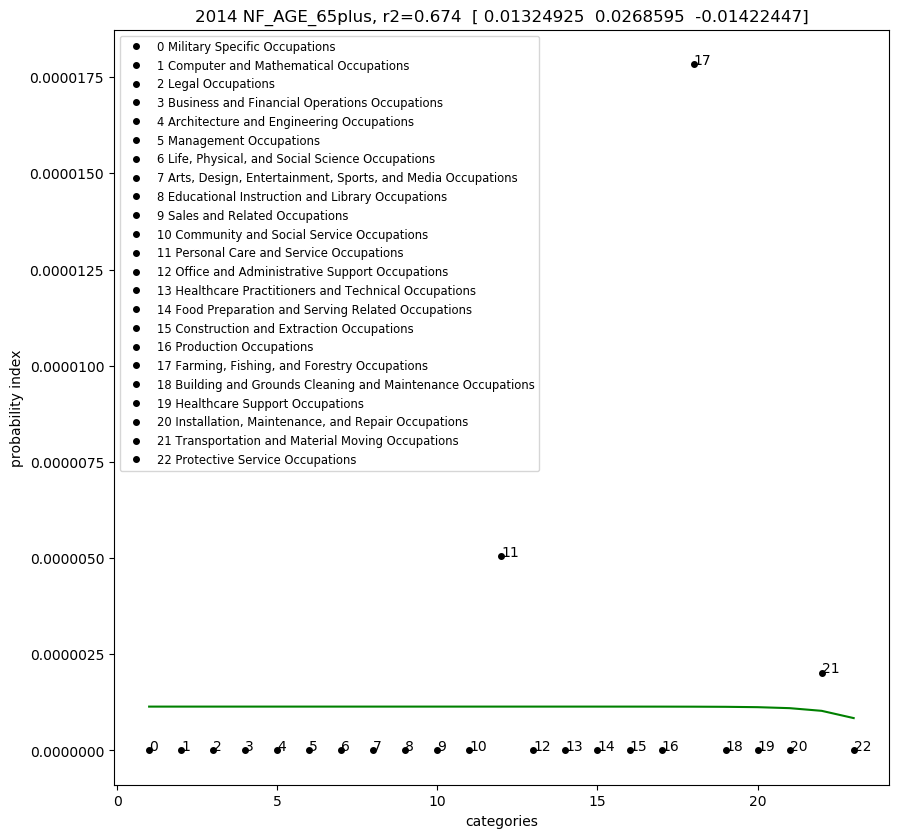 2014 NF_AGE_65plus, r2=0.674 [ 0.01324925 0.0268595 -0.01422447]
0 Military Specific Occupations
1 Computer and Mathematical Occupations
2 Legal Occupations
3 Business and Financial Operations Occupations
4 Architecture and Engineering Occupations
5 Management Occupations
6 Life, Physical, and Social Science Occupations
7 Arts, Design, Entertainment, Sports, and Media Occupations
8 Educational Instruction and Library Occupations
9 Sales and Related Occupations
10 Community and Social Service Occupations
11 Personal Care and Service Occupations
12 Office and Administrative Support Occupations
13 Healthcare Practitioners and Technical Occupations
14 Food Preparation and Serving Related Occupations
15 Construction and Extraction Occupations
16 Production Occupations
17 Farming, Fishing, and Forestry Occupations
18 Building and Grounds Cleaning and Maintenance Occupations
19 Healthcare Support Occupations
20 Installation, Maintenance, and Repair Occupations
21 Transportation and Material Moving Occupations
22 Protective Service Occupations
probability index
0.0000175
0.0000150
0.0000125
0.0000100
0.0000075
0.0000050
0.0000025
0.0000000
17
11
21
0 1 2 3 4 5 6 7 8 9 10 12 13 14 15 16 18 19 20 22
0 5 10 15 20
categories